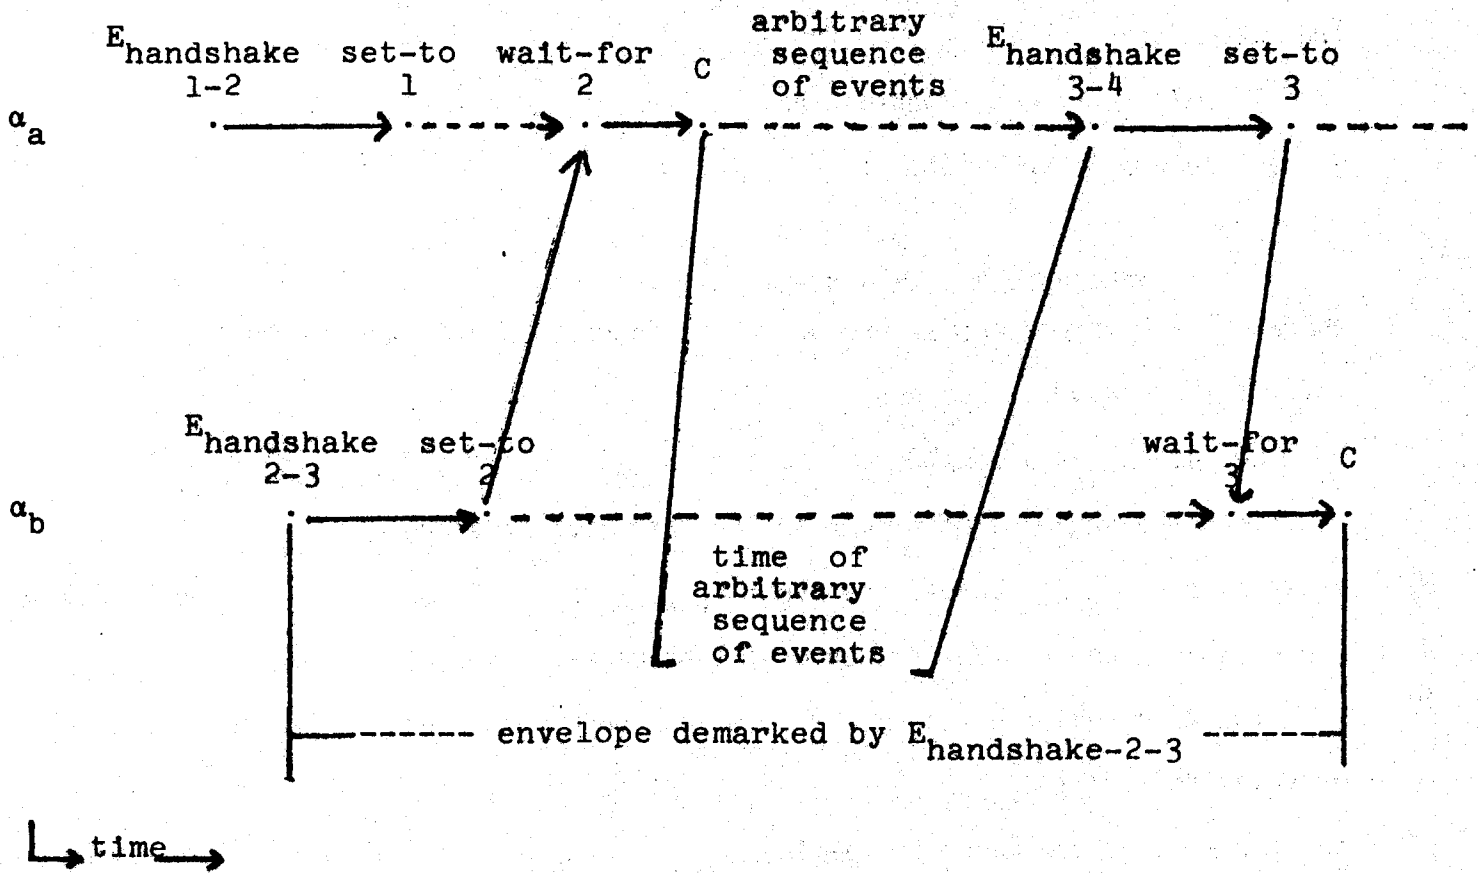 E handshake 1-2 set-to 1 wait-for 2 C arbitrary sequence of events E handshake 3-4 set-to 3
αa
E handshake 2-3 set-to 2 wait-for 3 C
αb
time of
arbitrary
sequence
of events
envelope demarked by E handshake-2-3
time